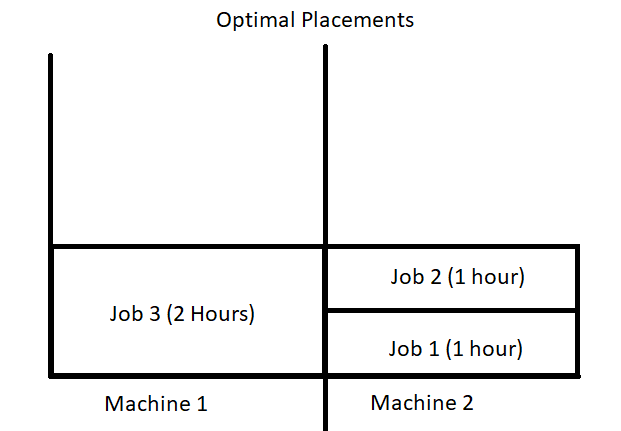 Optimal Placements
Job 3 (2 Hours)
Job 2 (1 hour)
Job 1 (1 hour)
Machine 1
Machine 2